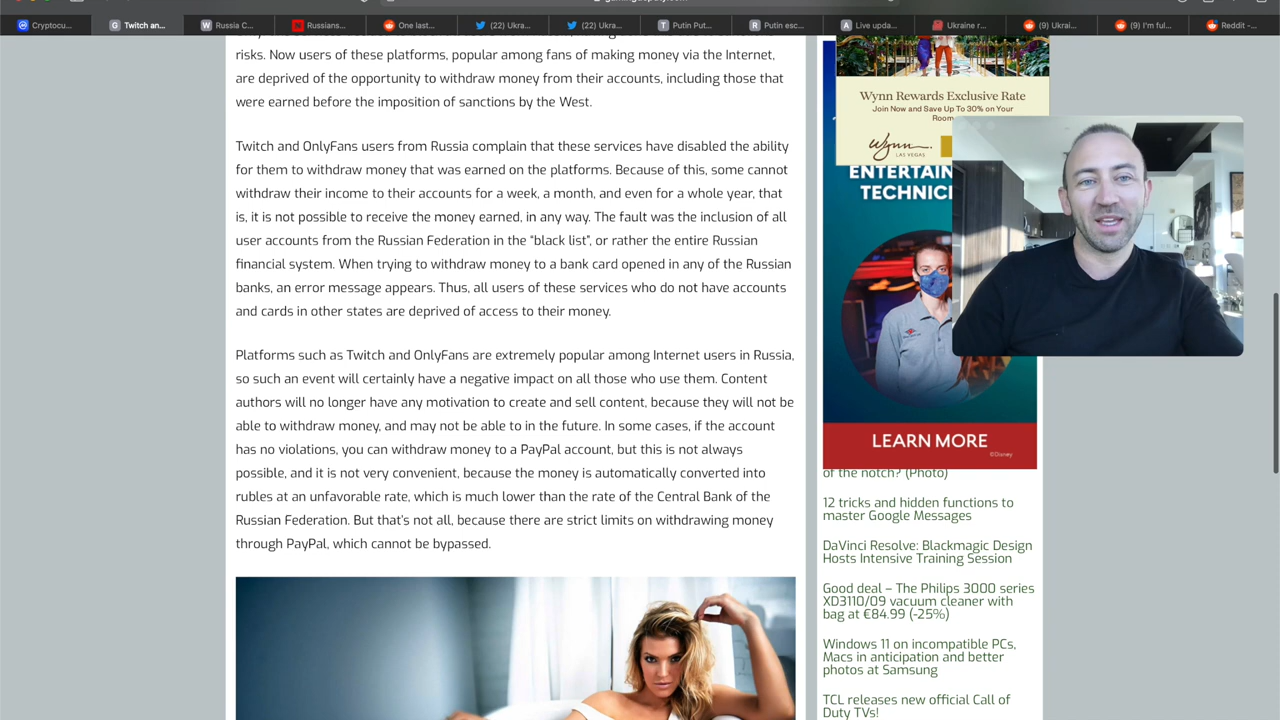 Cryptocu...
Twitch an...
Russia C...
Russians...
One last...
(22) Ukra...
(22) Ukra...
Putin Put...
Putin esc...
Live upda...
Ukraine r...
(9) Ukrai...
(9) I'm ful...
Reddit -...
risks. Now users of these platforms, popular among fans of making money via the Internet,
are deprived of the opportunity to withdraw money from their accounts, including those that
were earned before the imposition of sanctions by the West.
Twitch and OnlyFans users from Russia complain that these services have disabled the ability
for them to withdraw money that was earned on the platforms. Because of this, some cannot
withdraw their income to their accounts for a week, a month, and even for a whole year, that
is, it is not possible to receive the money earned, in any way. The fault was the inclusion of all
user accounts from the Russian Federation in the "black list", or rather the entire Russian
financial system. When trying to withdraw money to a bank card opened in any of the Russian
banks, an error message appears. Thus, all users of these services who do not have accounts
and cards in other states are deprived of access to their money.
Platforms such as Twitch and OnlyFans are extremely popular among Internet users in Russia,
so such an event will certainly have a negative impact on all those who use them. Content
authors will no longer have any motivation to create and sell content, because they will not be
able to withdraw money, and may not be able to in the future. In some cases, if the account
has no violations, you can withdraw money to a PayPal account, but this is not always
possible, and it is not very convenient, because the money is automatically converted into
rubles at an unfavorable rate, which is much lower than the rate of the Central Bank of the
Russian Federation. But that's not all, because there are strict limits on withdrawing money
through PayPal, which cannot be bypassed.
Wynn Rewards Exclusive Rate
Join Now and Save Up To 30% on Your
Room
Wynn
LAS VEGAS
ENTERTAIN
TECHNIC
LEARN MORE
©Disney
of the notch? (Photo)
12 tricks and hidden functions to
master Google Messages
DaVinci Resolve: Blackmagic Design
Hosts Intensive Training Session
Good deal – The Philips 3000 series
XD3110/09 vacuum cleaner with
bag at €84.99 (-25%)
Windows 11 on incompatible PCs,
Macs in anticipation and better
photos at Samsung
TCL releases new official Call of
Duty TVs!